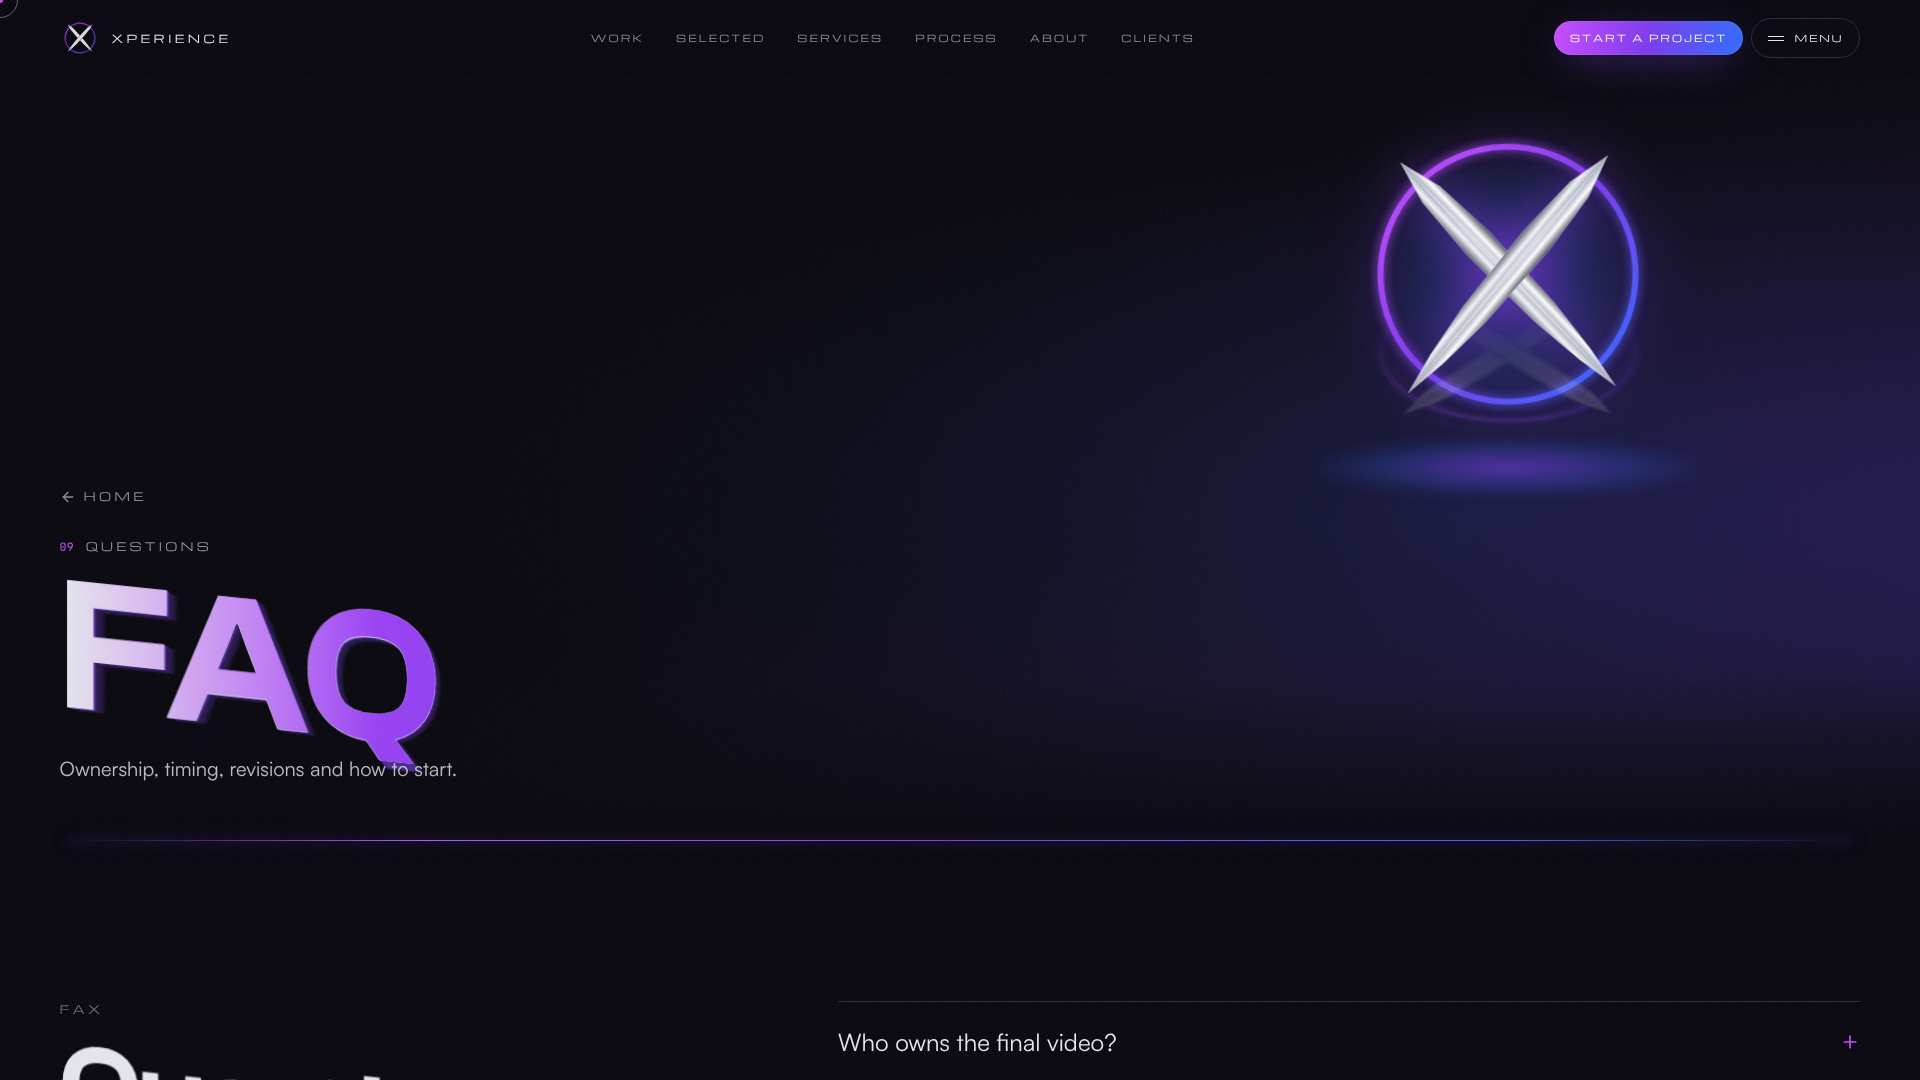 XPERIENCE
WORK
SELECTED
SERVICES
PROCESS
ABOUT
CLIENTS
START A PROJECT
MENU
← HOME
09 QUESTIONS
FAQ
Ownership, timing, revisions and how to start.
FAX
Who owns the final video?
+